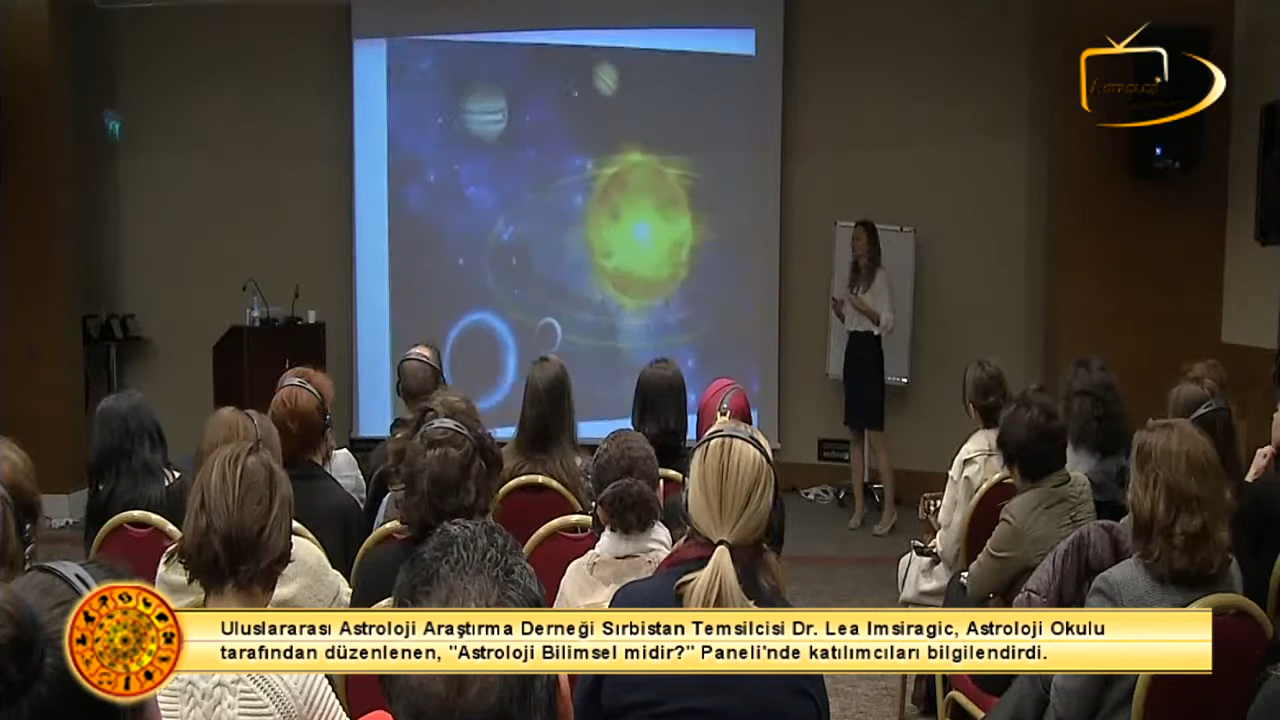 Astroloji
Uluslararası Astroloji Araştırma Derneği Sırbistan Temsilcisi Dr. Lea Imsiragic, Astroloji Okulu
tarafından düzenlenen, "Astroloji Bilimsel midir?" Paneli'nde katılımcıları bilgilendirdi.